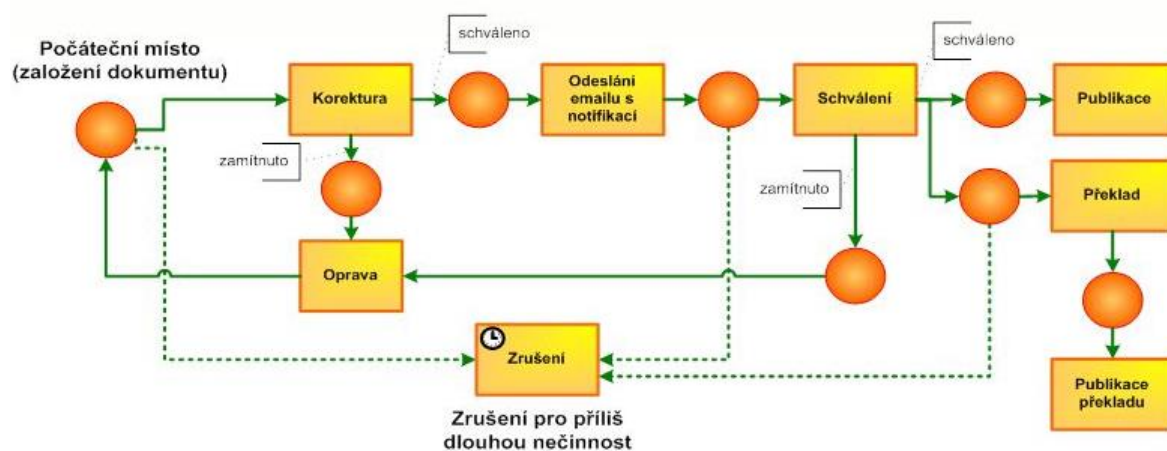 Počáteční místo
(založení dokumentu)
schváleno
schváleno
Korektura
Odeslání
emailu s
notifikací
Schválení
Publikace
zamítnuto
zamítnuto
Překlad
Oprava
Zrušení
Publikace
překladu
Zrušení pro příliš
dlouhou nečinnost